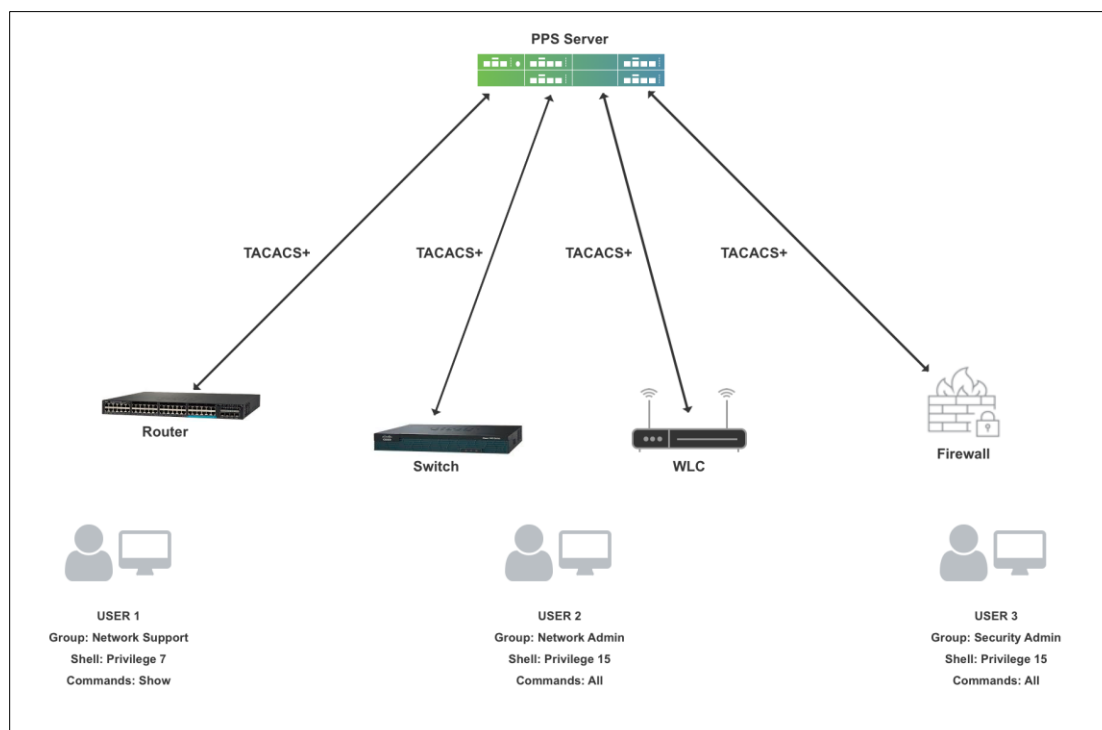 PPS Server
TACACS+
TACACS+
TACACS+
TACACS+
Router
Switch
WLC
Firewall
USER 1
Group: Network Support
Shell: Privilege 7
Commands: Show
USER 2
Group: Network Admin
Shell: Privilege 15
Commands: All
USER 3
Group: Security Admin
Shell: Privilege 15
Commands: All